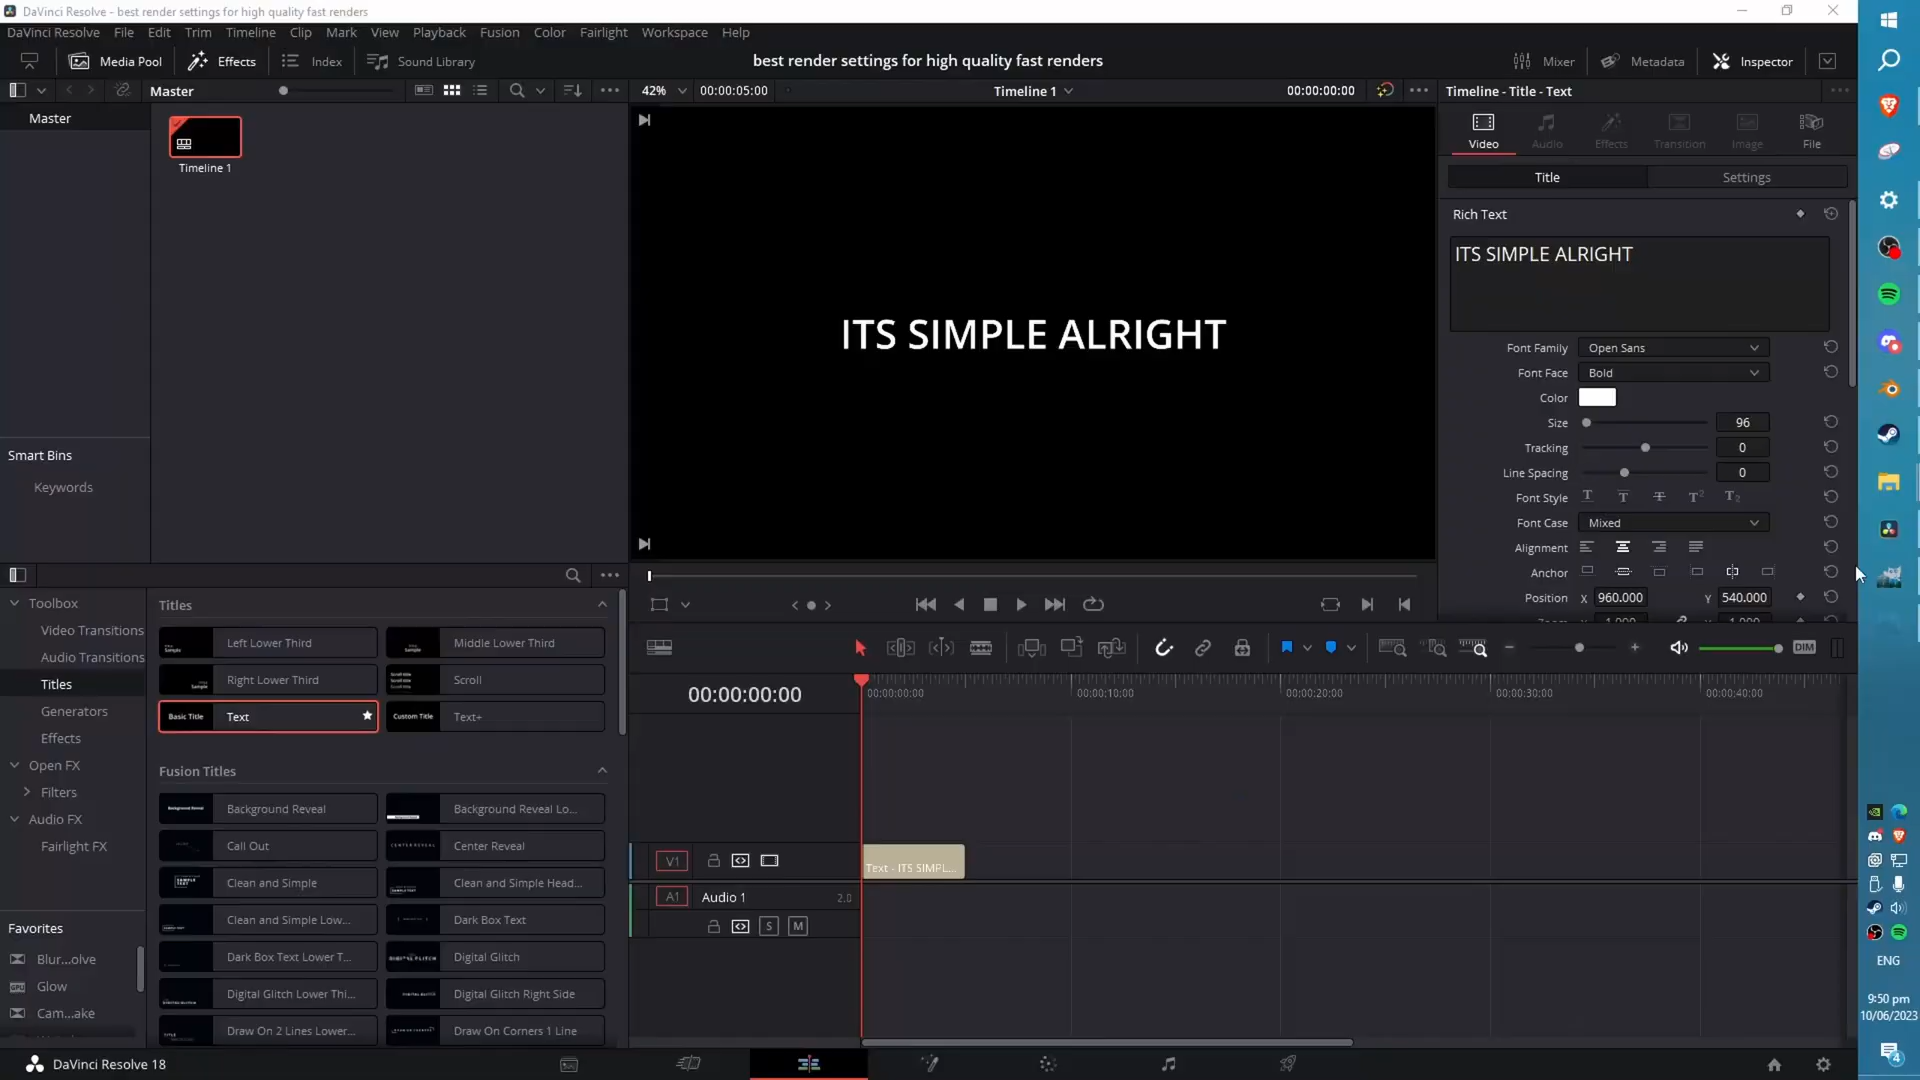 DaVinci Resolve - best render settings for high quality fast renders
DaVinci Resolve File Edit Trim Timeline Clip Mark View Playback Fusion Color Fairlight Workspace Help
Media Pool Effects Index Sound Library
best render settings for high quality fast renders
Mixer Metadata Inspector
Master
42% 00:00:05:00 Timeline 1 00:00:00:00
Timeline - Title - Text
Master
Timeline 1
Smart Bins
Keywords
ITS SIMPLE ALRIGHT
Video Audio Effects Transition Image File
Title Settings
Rich Text
ITS SIMPLE ALRIGHT
Font Family Open Sans
Font Face Bold
Color
Size 96
Tracking 0
Line Spacing 0
Font Style
Font Case Mixed
Alignment
Anchor
Position X 960.000 Y 540.000
Toolbox
Video Transitions
Audio Transitions
Titles
Generators
Effects
Open FX
Filters
Audio FX
Fairlight FX
Favorites
Blur...olve
Glow
Cam...ake
Titles
Left Lower Third Middle Lower Third
Right Lower Third Scroll
Basic Title Text Custom Title Text+
Fusion Titles
Background Reveal Background Reveal Lo...
Call Out Center Reveal
Clean and Simple Clean and Simple Head...
Clean and Simple Low... Dark Box Text
Dark Box Text Lower T... Digital Glitch
Digital Glitch Lower Thi... Digital Glitch Right Side
Draw On 2 Lines Lower... Draw On Corners 1 Line
DIM
00:00:00:00
00:00:00:00 00:00:10:00 00:00:20:00 00:00:30:00 00:00:40:00
V1
Text - ITS SIMPL...
A1 Audio 1 2.0
S M
DaVinci Resolve 18
ENG
9:50 pm
10/06/2023
4